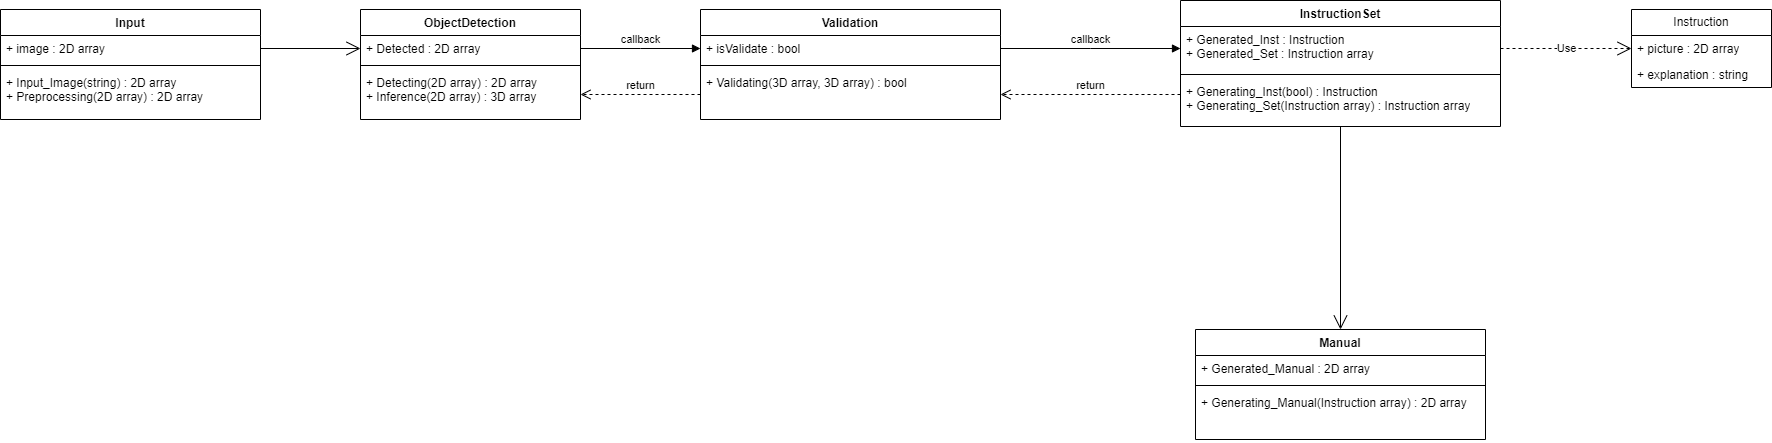 Input
+ image : 2D array
+ Input_Image(string) : 2D array
+ Preprocessing(2D array) : 2D array
ObjectDetection
+ Detected : 2D array
+ Detecting(2D array) : 2D array
+ Inference(2D array) : 3D array
callback
return
Validation
+ isValidate : bool
+ Validating(3D array, 3D array) : bool
callback
return
InstructionSet
+ Generated_Inst : Instruction
+ Generated_Set : Instruction array
+ Generating_Inst(bool) : Instruction
+ Generating_Set(Instruction array) : Instruction array
Use
Instruction
+ picture : 2D array
+ explanation : string
Manual
+ Generated_Manual : 2D array
+ Generating_Manual(Instruction array) : 2D array